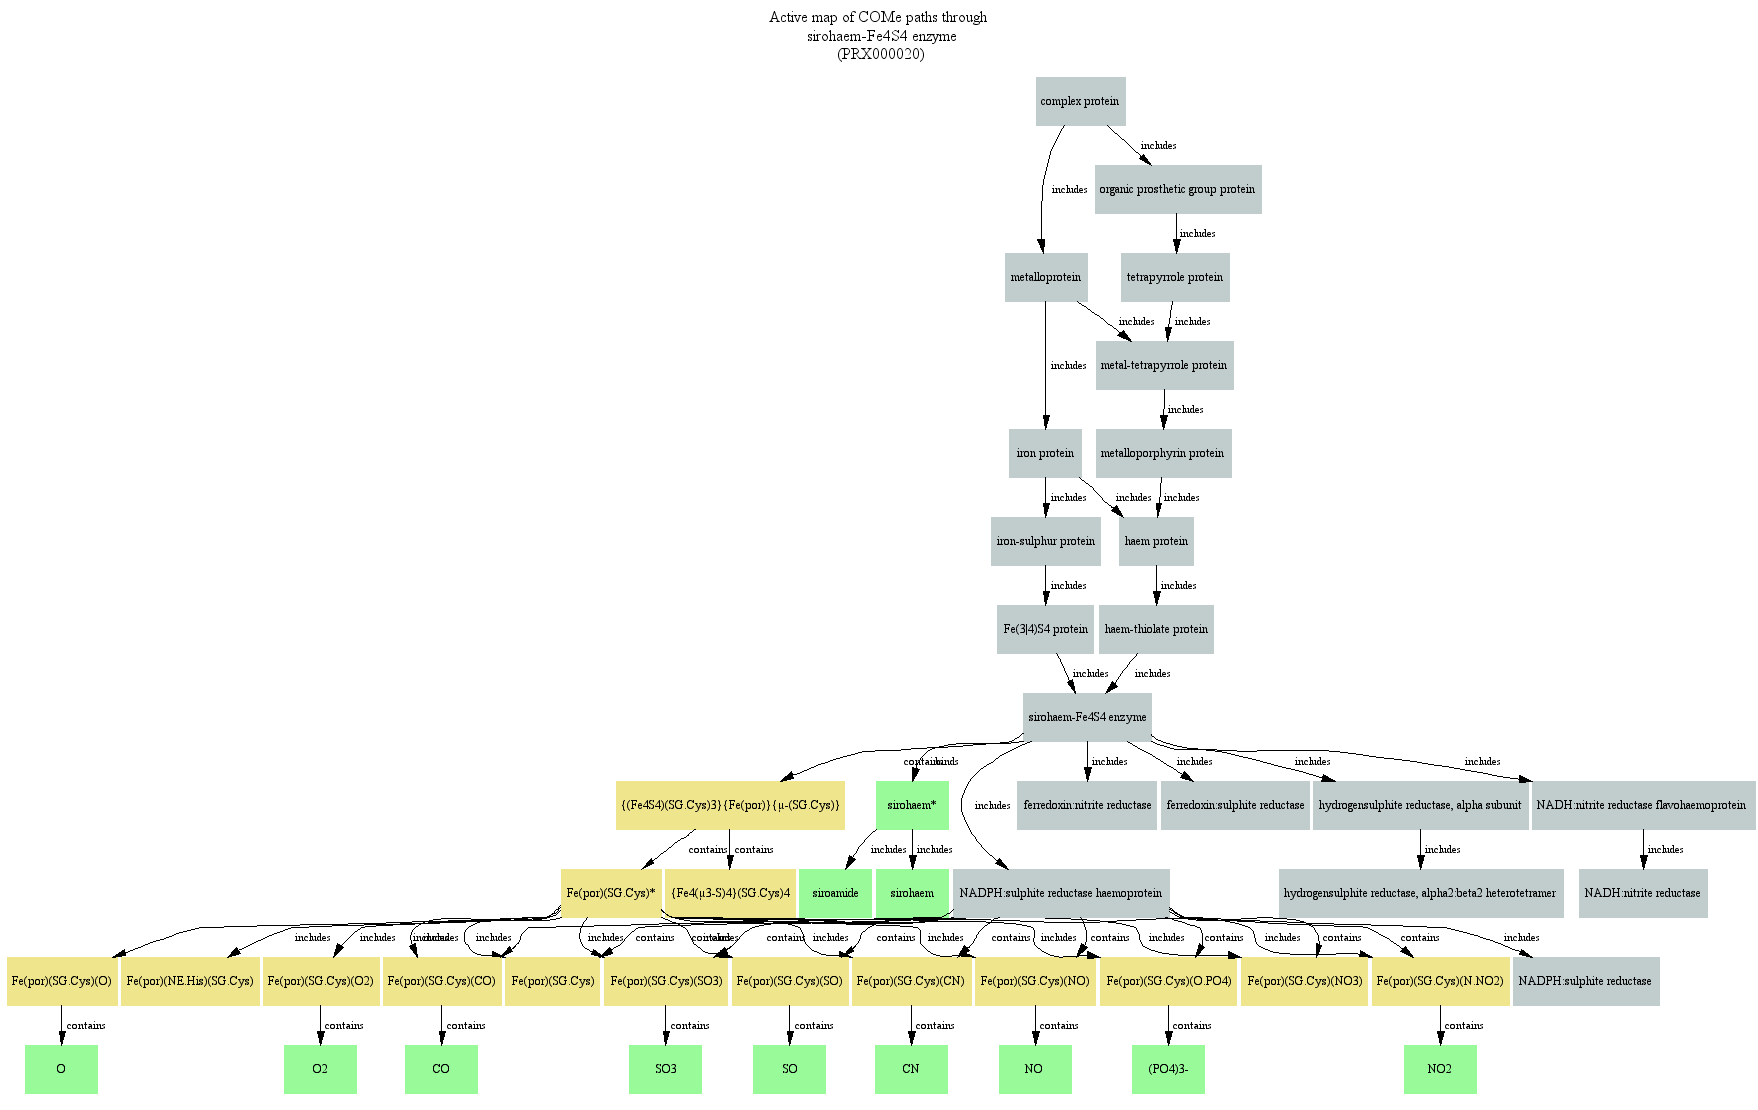 Active map of COMe paths through
sirohaem-Fe4S4 enzyme
(PRX000020)
complex protein
includes
organic prosthetic group protein
includes
includes
metalloprotein
tetrapyrrole protein
includes
includes
metal-tetrapyrrole protein
includes
includes
iron protein
metalloporphyrin protein
includes
includes
includes
iron-sulphur protein
haem protein
includes
includes
Fe(3|4)S4 protein
haem-thiolate protein
includes
includes
sirohaem-Fe4S4 enzyme
contains
binds
includes
includes
includes
includes
{(Fe4S4)(SG.Cys)3}{Fe(por)}{μ-(SG.Cys)}
sirohaem*
includes
ferredoxin:nitrite reductase
ferredoxin:sulphite reductase
hydrogensulphite reductase, alpha subunit
NADH:nitrite reductase flavohaemoprotein
contains
contains
includes
includes
includes
includes
Fe(por)(SG.Cys)*
{Fe4(μ3-S)4}(SG.Cys)4
siroamide
sirohaem
NADPH:sulphite reductase haemoprotein
hydrogensulphite reductase, alpha2:beta2 heterotetramer
NADH:nitrite reductase
includes
includes
includes
includes
includes
includes
contains
contains
includes
contains
includes
contains
includes
contains
includes
contains
includes
contains
includes
contains
contains
includes
Fe(por)(SG.Cys)(O)
Fe(por)(NE.His)(SG.Cys)
Fe(por)(SG.Cys)(O2)
Fe(por)(SG.Cys)(CO)
Fe(por)(SG.Cys)
Fe(por)(SG.Cys)(SO3)
Fe(por)(SG.Cys)(SO)
Fe(por)(SG.Cys)(CN)
Fe(por)(SG.Cys)(NO)
Fe(por)(SG.Cys)(O.PO4)
Fe(por)(SG.Cys)(NO3)
Fe(por)(SG.Cys)(N.NO2)
NADPH:sulphite reductase
contains
contains
contains
contains
contains
contains
contains
contains
contains
O
O2
CO
SO3
SO
CN
NO
(PO4)3-
NO2